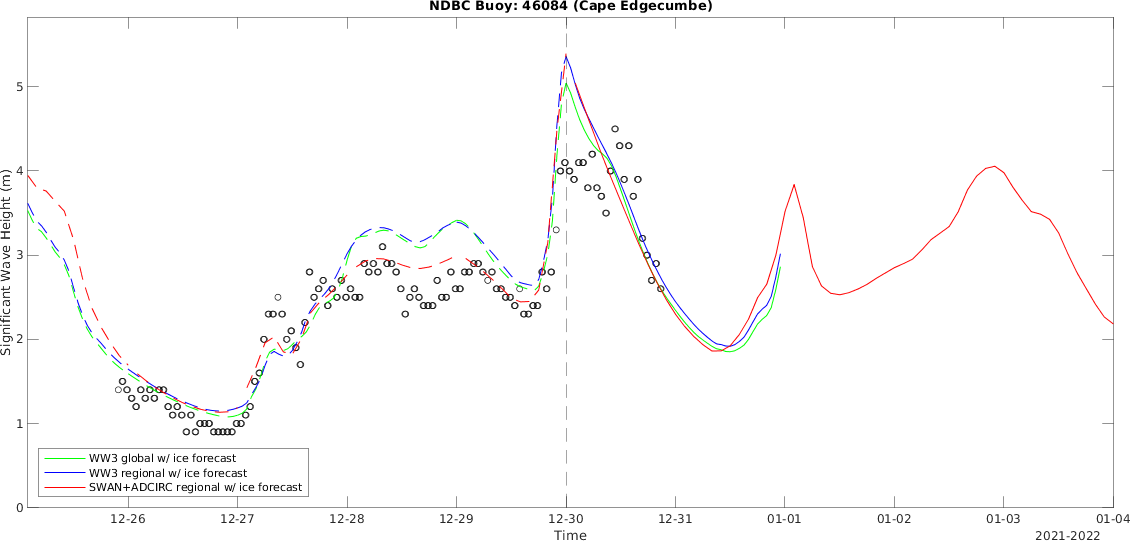 NDBC Buoy: 46084 (Cape Edgecumbe)
Significant Wave Height (m)
5
4
3
2
1
0
WW3 global w/ ice forecast
WW3 regional w/ ice forecast
SWAN+ADCIRC regional w/ ice forecast
12-26 12-27 12-28 12-29 12-30 12-31 01-01 01-02 01-03 01-04
Time
2021-2022